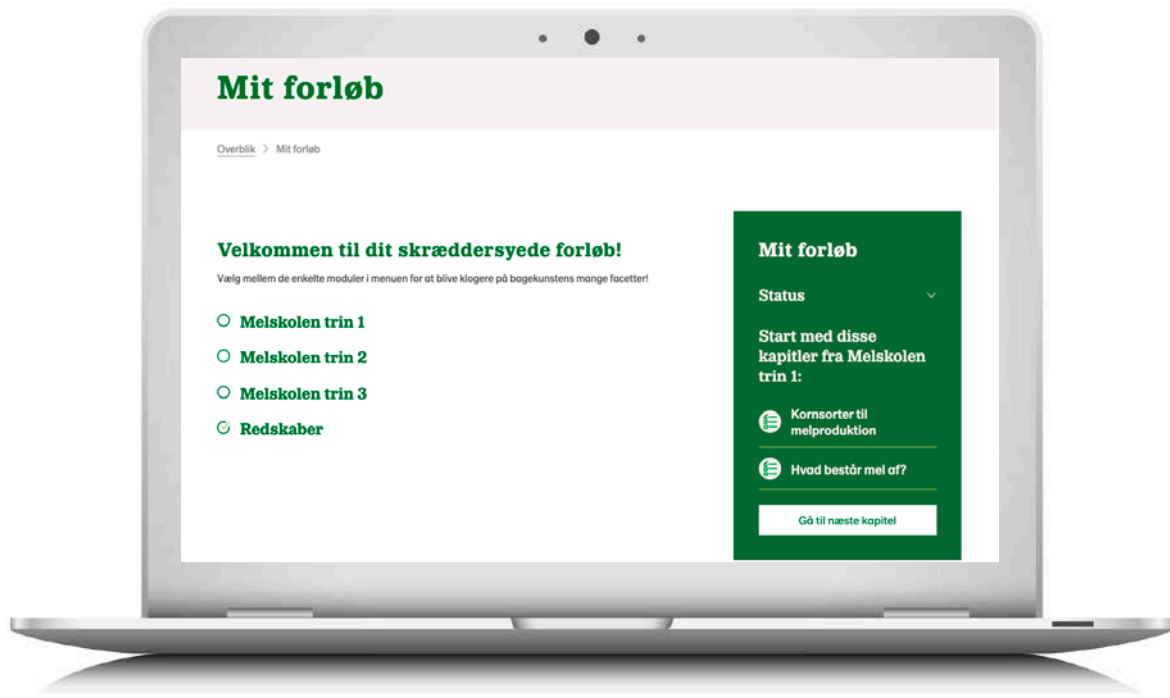 Mit forløb
Overblik > Mit forløb
Velkommen til dit skræddersyede forløb!
Vælg mellem de enkelte moduler i menuen for at blive klogere på bagekunstens mange facetter!
Melskolen trin 1
Melskolen trin 2
Melskolen trin 3
Redskaber
Mit forløb
Status
Start med disse
kapitler fra Melskolen
trin 1:
Kornsorter til
melproduktion
Hvad består mel af?
Gå til næste kapitel